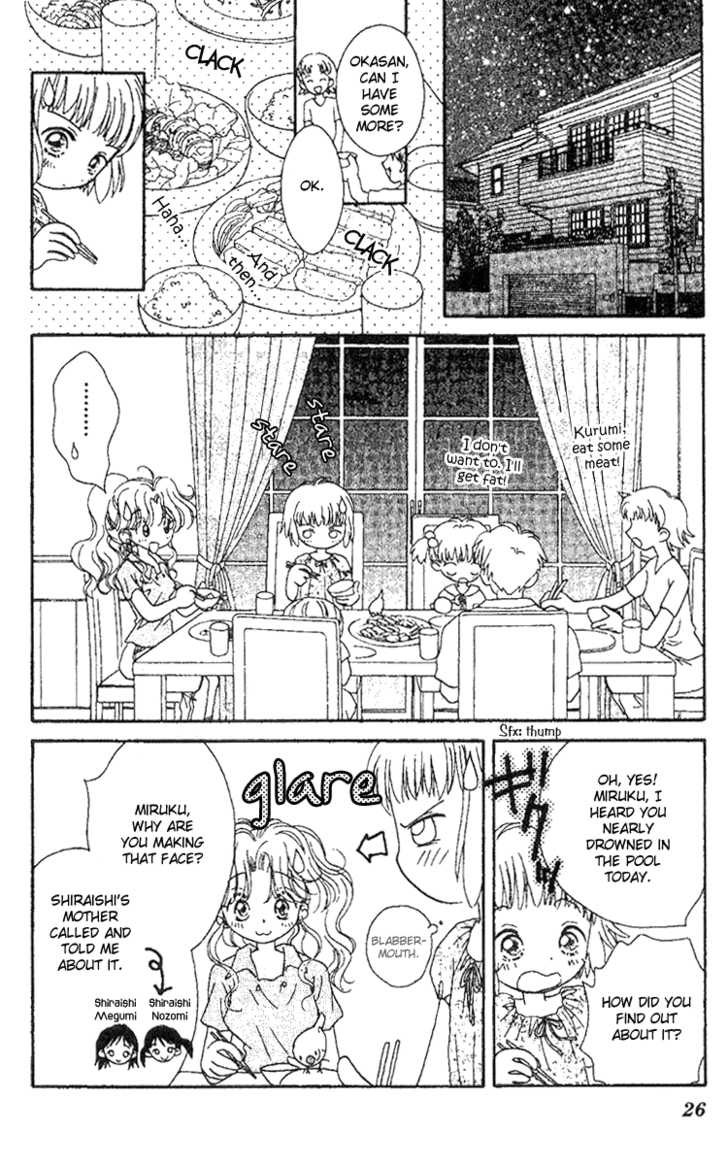 OKASAN,
CAN I
HAVE
SOME
MORE?
OK.
CLACK
CLACK
Haha...
And
then...
.......
stare
stare
I don't
want to. I'll
get fat!
Kurumi,
eat some
meat!
Sfx: thump
ギクッ
OH, YES!
MIRUKU, I
HEARD YOU
NEARLY
DROWNED IN
THE POOL
TODAY.
HOW DID YOU
FIND OUT
ABOUT IT?
glare
BLABBER-
MOUTH.
MIRUKU,
WHY ARE
YOU MAKING
THAT FACE?
SHIRAISHI'S
MOTHER
CALLED AND
TOLD ME
ABOUT IT.
Shiraishi
Megumi
Shiraishi
Nozomi
26